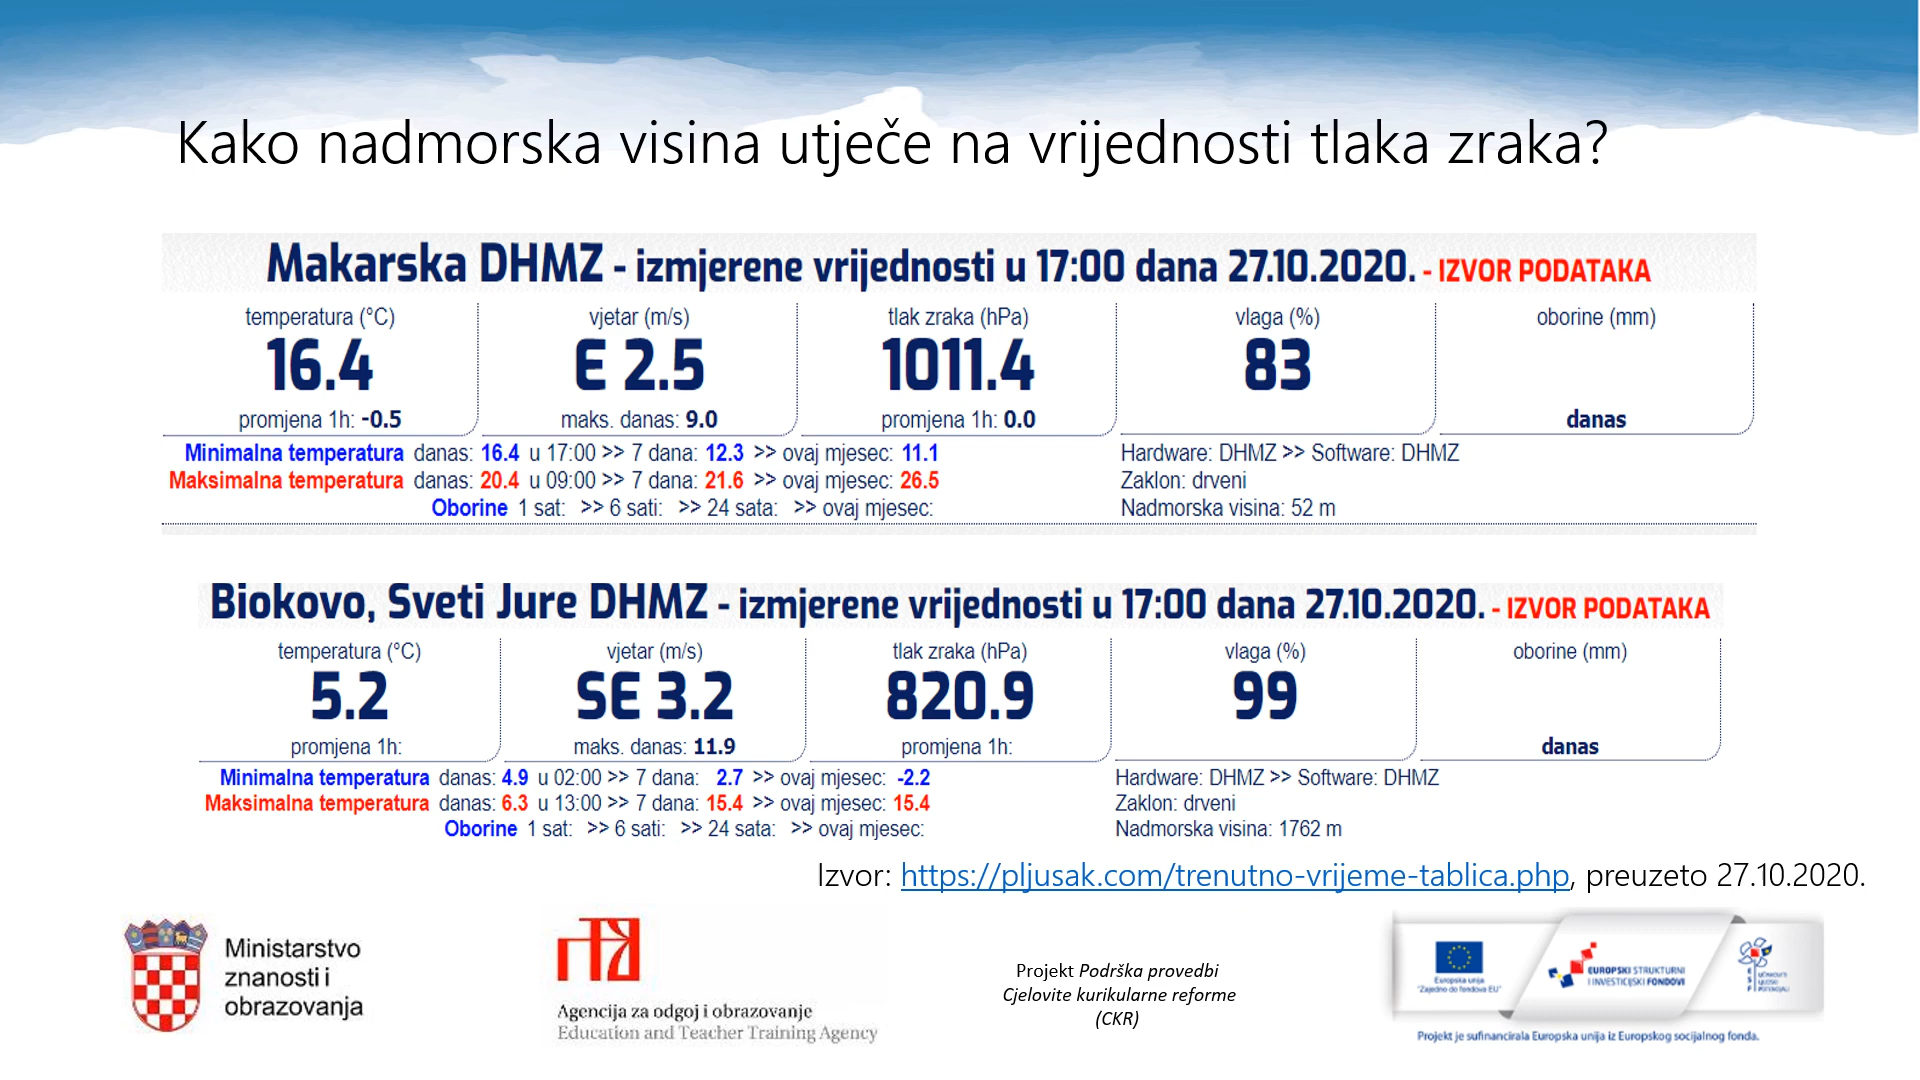 Kako nadmorska visina utječe na vrijednosti tlaka zraka?
Makarska DHMZ - izmjerene vrijednosti u 17:00 dana 27.10.2020. - IZVOR PODATAKA
temperatura (°C) vjetar (m/s) tlak zraka (hPa) vlaga (%) oborine (mm)
16.4 E 2.5 1011.4 83
promjena 1h: -0.5 maks. danas: 9.0 promjena 1h: 0.0 danas
Minimalna temperatura danas: 16.4 u 17:00 >> 7 dana: 12.3 >> ovaj mjesec: 11.1 Hardware: DHMZ >> Software: DHMZ
Maksimalna temperatura danas: 20.4 u 09:00 >> 7 dana: 21.6 >> ovaj mjesec: 26.5 Zaklon: drveni
Oborine 1 sat: >> 6 sati: >> 24 sata: >> ovaj mjesec: Nadmorska visina: 52 m
Biokovo, Sveti Jure DHMZ - izmjerene vrijednosti u 17:00 dana 27.10.2020. - IZVOR PODATAKA
temperatura (°C) vjetar (m/s) tlak zraka (hPa) vlaga (%) oborine (mm)
5.2 SE 3.2 820.9 99
promjena 1h: maks. danas: 11.9 promjena 1h: danas
Minimalna temperatura danas: 4.9 u 02:00 >> 7 dana: 2.7 >> ovaj mjesec: -2.2 Hardware: DHMZ >> Software: DHMZ
Maksimalna temperatura danas: 6.3 u 13:00 >> 7 dana: 15.4 >> ovaj mjesec: 15.4 Zaklon: drveni
Oborine 1 sat: >> 6 sati: >> 24 sata: >> ovaj mjesec: Nadmorska visina: 1762 m
Izvor: https://pljusak.com/trenutno-vrijeme-tablica.php, preuzeto 27.10.2020.
Ministarstvo
znanosti i
obrazovanja
Agencija za odgoj i obrazovanje
Education and Teacher Training Agency
Projekt Podrška provedbi
Cjelovite kurikularne reforme
(CKR)
Europska unija
"Zajedno do fondova EU"
EUROPSKI STRUKTURNI
I INVESTICIJSKI FONDOVI
Projekt je sufinancirala Europska unija iz Europskog socijalnog fonda.